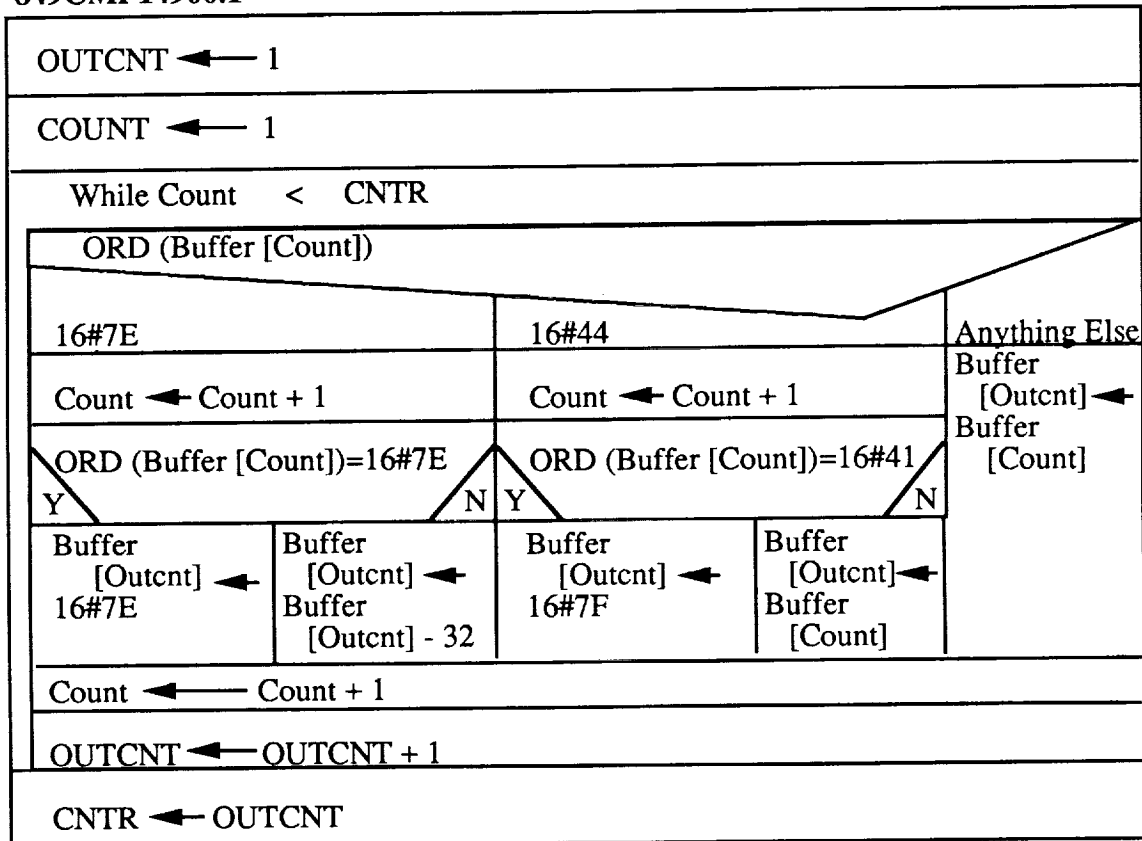 OUTCNT ← 1
COUNT ← 1
While Count < CNTR
ORD (Buffer [Count])
16#7E
16#44
Anything Else
Count ← Count + 1
Count ← Count + 1
Buffer
[Outcnt] ←
Buffer
[Count]
ORD (Buffer [Count])=16#7E
Y
N
ORD (Buffer [Count])=16#41
Y
N
Buffer
[Outcnt] ←
16#7E
Buffer
[Outcnt] ←
Buffer
[Outcnt] - 32
Buffer
[Outcnt] ←
16#7F
Buffer
[Outcnt] ←
Buffer
[Count]
Count ← Count + 1
OUTCNT ← OUTCNT + 1
CNTR ← OUTCNT